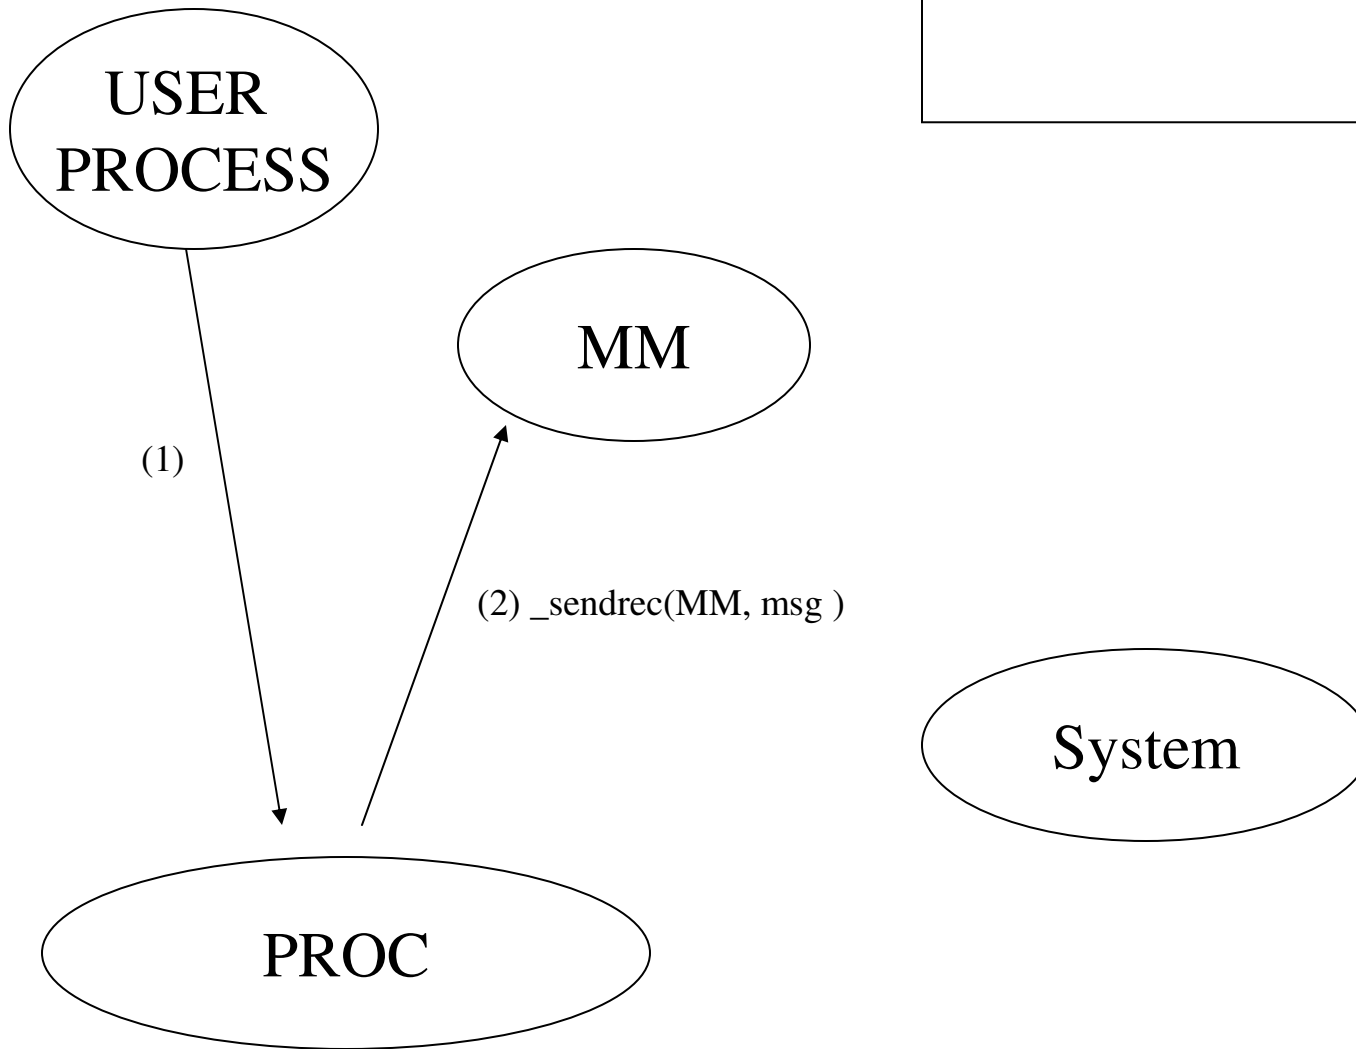 USER
PROCESS
MM
(1)
(2) _sendrec(MM, msg )
System
PROC